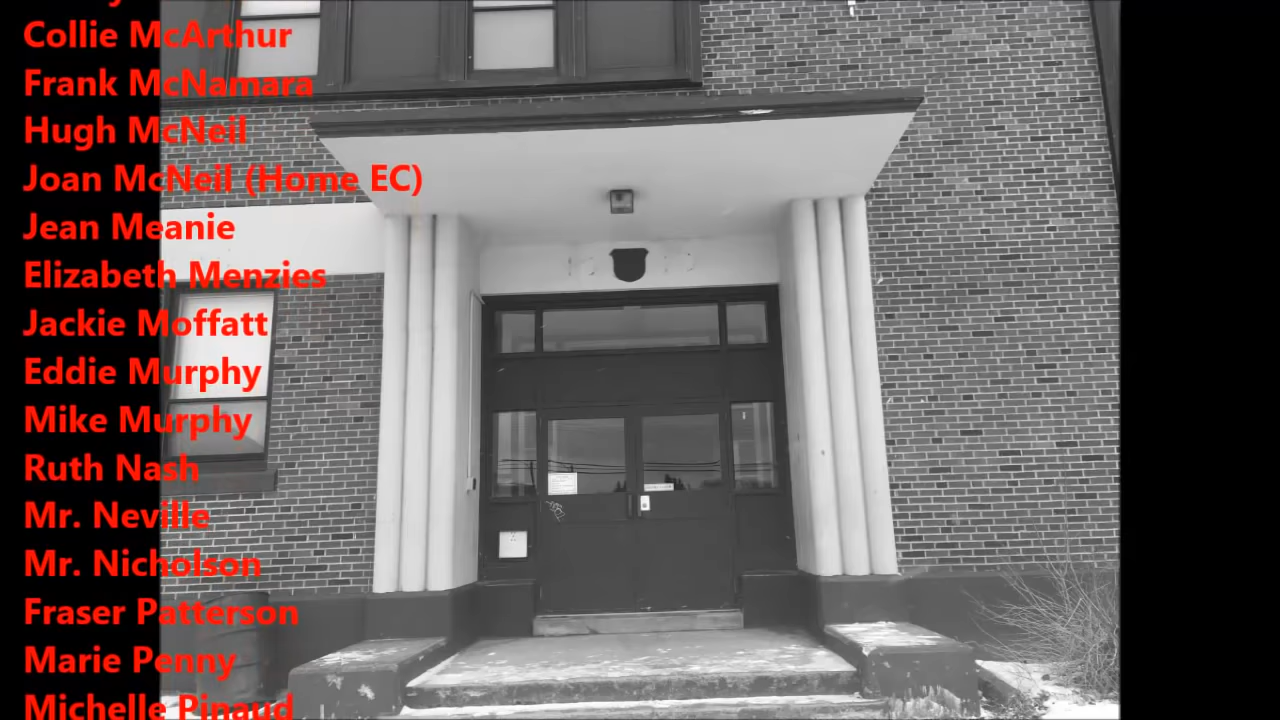 Collie McArthur
Frank McNamara
Hugh McNeil
Joan McNeil (Home EC)
Jean Meanie
Elizabeth Menzies
Jackie Moffatt
Eddie Murphy
Mike Murphy
Ruth Nash
Mr. Neville
Mr. Nicholson
Fraser Patterson
Marie Penny
Michelle Pinaud